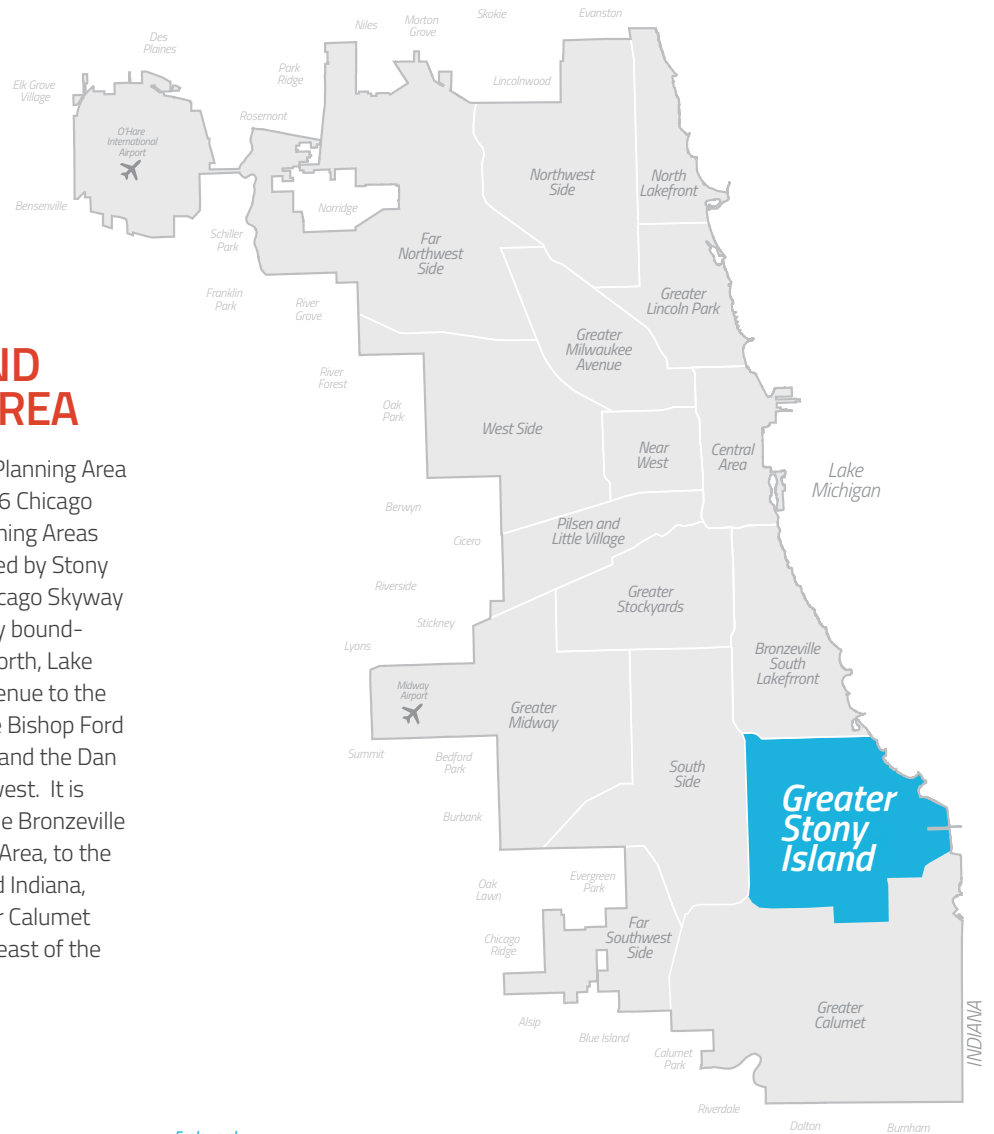 ND
REA
Planning Area
6 Chicago
ning Areas
ed by Stony
cago Skyway
y bound-
orth, Lake
enue to the
e Bishop Ford
and the Dan
west. It is
e Bronzeville
Area, to the
d Indiana,
r Calumet
east of the
Elk Grove
Village
Des
Plaines
O'Hare
International
Airport
Bensenville
Rosemont
Park
Ridge
Niles
Morton
Grove
Skokie
Evanston
Lincolnwood
Schiller
Park
Franklin
Park
Norridge
River
Grove
Far
Northwest
Side
Northwest
Side
North
Lakefront
Greater
Lincoln Park
Greater
Milwaukee
Avenue
River
Forest
Oak
Park
West Side
Near
West
Central
Area
Lake
Michigan
Berwyn
Cicero
Pilsen and
Little Village
Riverside
Stickney
Lyons
Greater
Stockyards
Bronzeville
South
Lakefrront
Midway
Airport
Greater
Midway
Summit
Bedford
Park
Burbank
South
Side
Greater
Stony
Island
Oak
Lawn
Evergreen
Park
Chicago
Ridge
Far
Southwest
Side
Alsip
Blue Island
Calumet
Park
Greater
Calumet
INDIANA
Riverdale
Dolton
Burnham